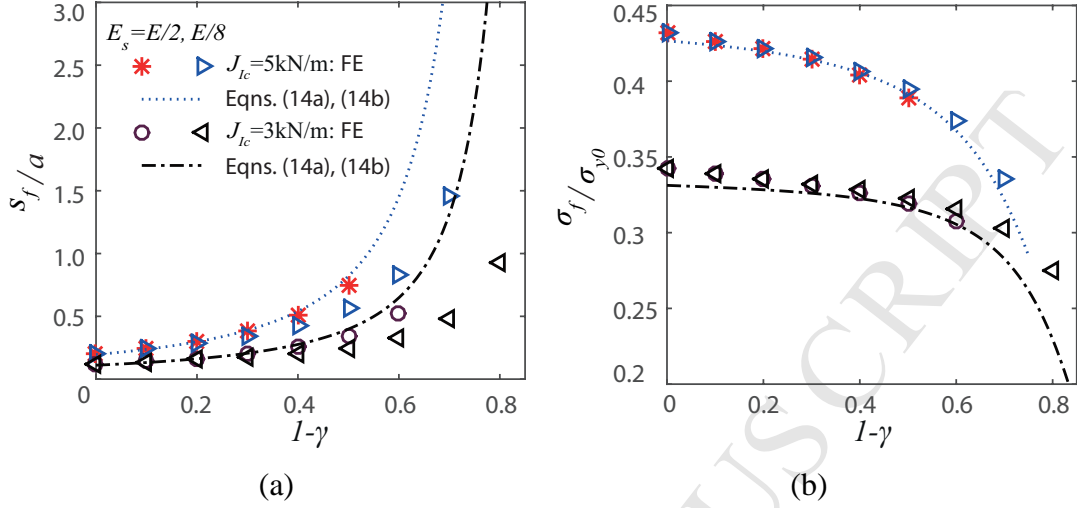 3.0
2.5
2.0
1.5
1.0
0.5
s_f/a
E_s=E/2, E/8
J_Ic=5kN/m: FE
Eqns. (14a), (14b)
J_Ic=3kN/m: FE
Eqns. (14a), (14b)
0 0.2 0.4 0.6 0.8
1-γ
(a)
0.45
0.4
0.35
0.3
0.25
0.2
σ_f/σ_y0
0 0.2 0.4 0.6 0.8
1-γ
(b)
USCRIPT